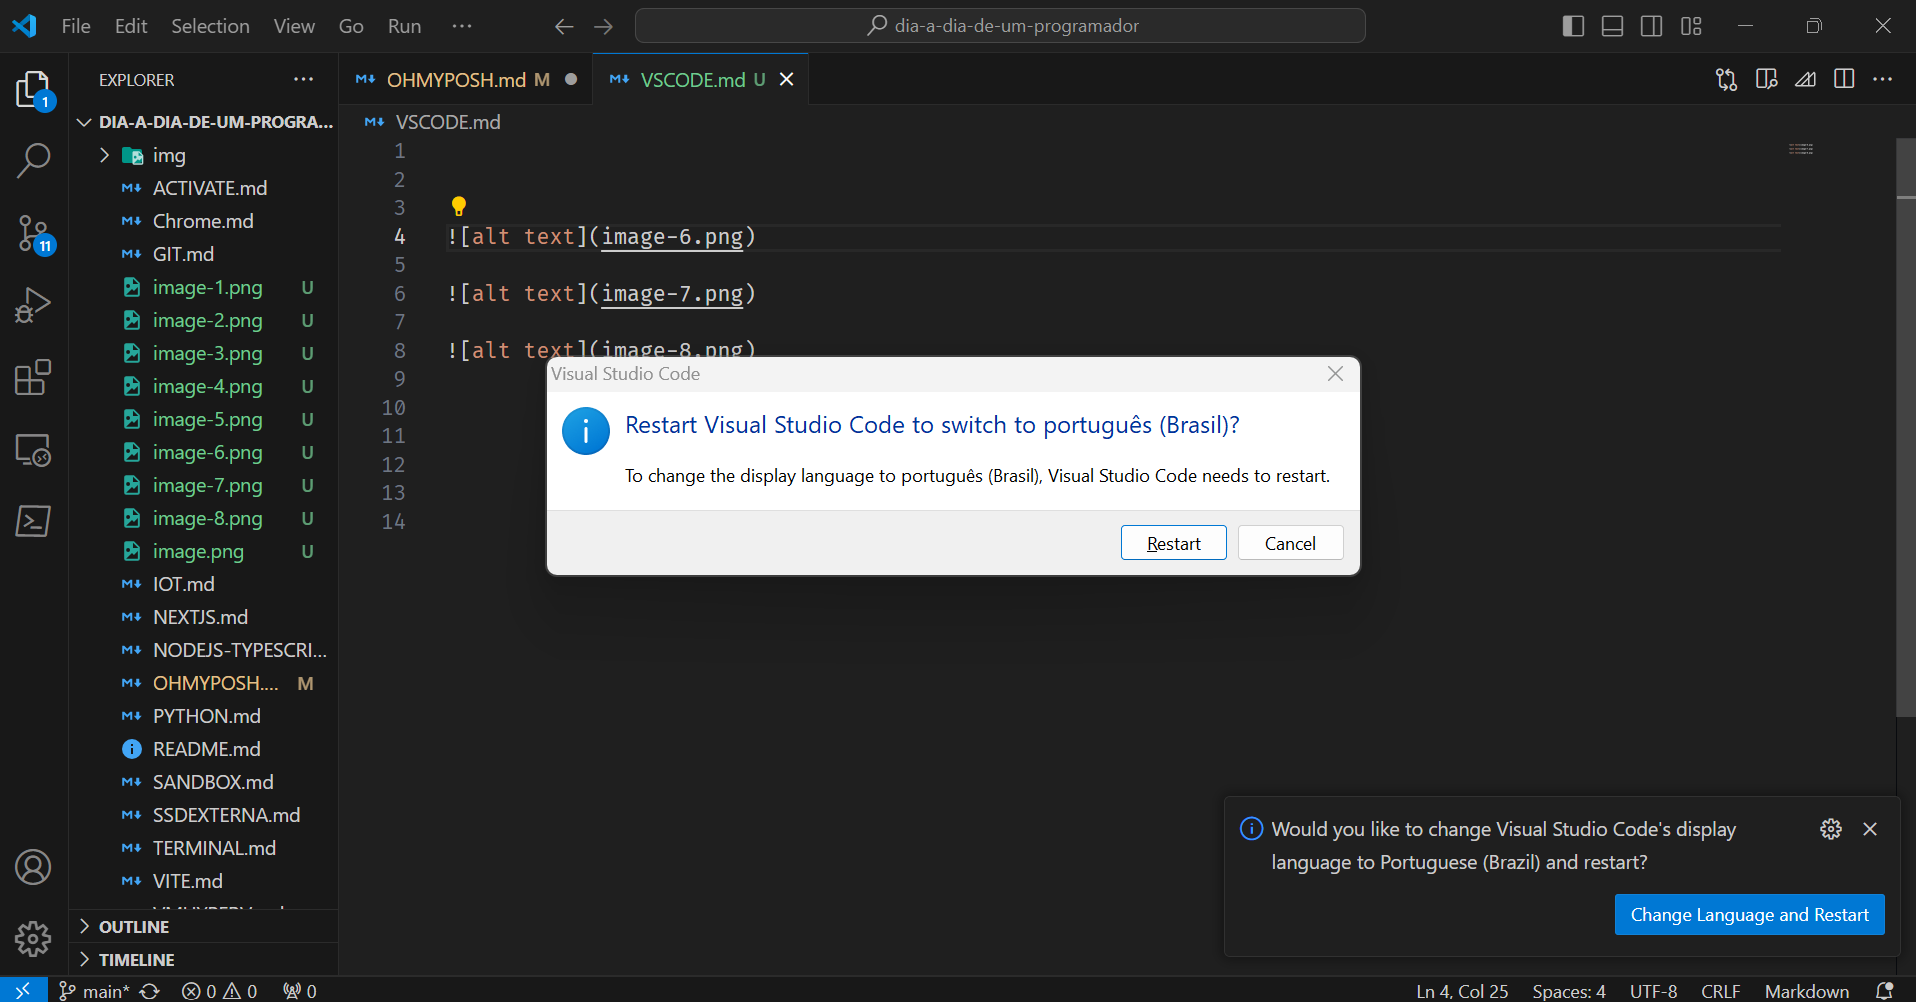 File Edit Selection View Go Run ···
dia-a-dia-de-um-programador
EXPLORER ···
1
11
DIA-A-DIA-DE-UM-PROGRA...
img
ACTIVATE.md
Chrome.md
GIT.md
image-1.png U
image-2.png U
image-3.png U
image-4.png U
image-5.png U
image-6.png U
image-7.png U
image-8.png U
image.png U
IOT.md
NEXTJS.md
NODEJS-TYPESCRI...
OHMYPOSH.... M
PYTHON.md
README.md
SANDBOX.md
SSDEXTERNA.md
TERMINAL.md
VITE.md
OUTLINE
TIMELINE
OHMYPOSH.md M
VSCODE.md U
VSCODE.md
1
2
3
4 ![alt text](image-6.png)
5
6 ![alt text](image-7.png)
7
8 ![alt text](image-8.png)
9
10
11
12
13
14
Visual Studio Code
Restart Visual Studio Code to switch to português (Brasil)?
To change the display language to português (Brasil), Visual Studio Code needs to restart.
Restart Cancel
Would you like to change Visual Studio Code's display
language to Portuguese (Brazil) and restart?
Change Language and Restart
main* 0 0 0 Ln 4, Col 25 Spaces: 4 UTF-8 CRLF Markdown